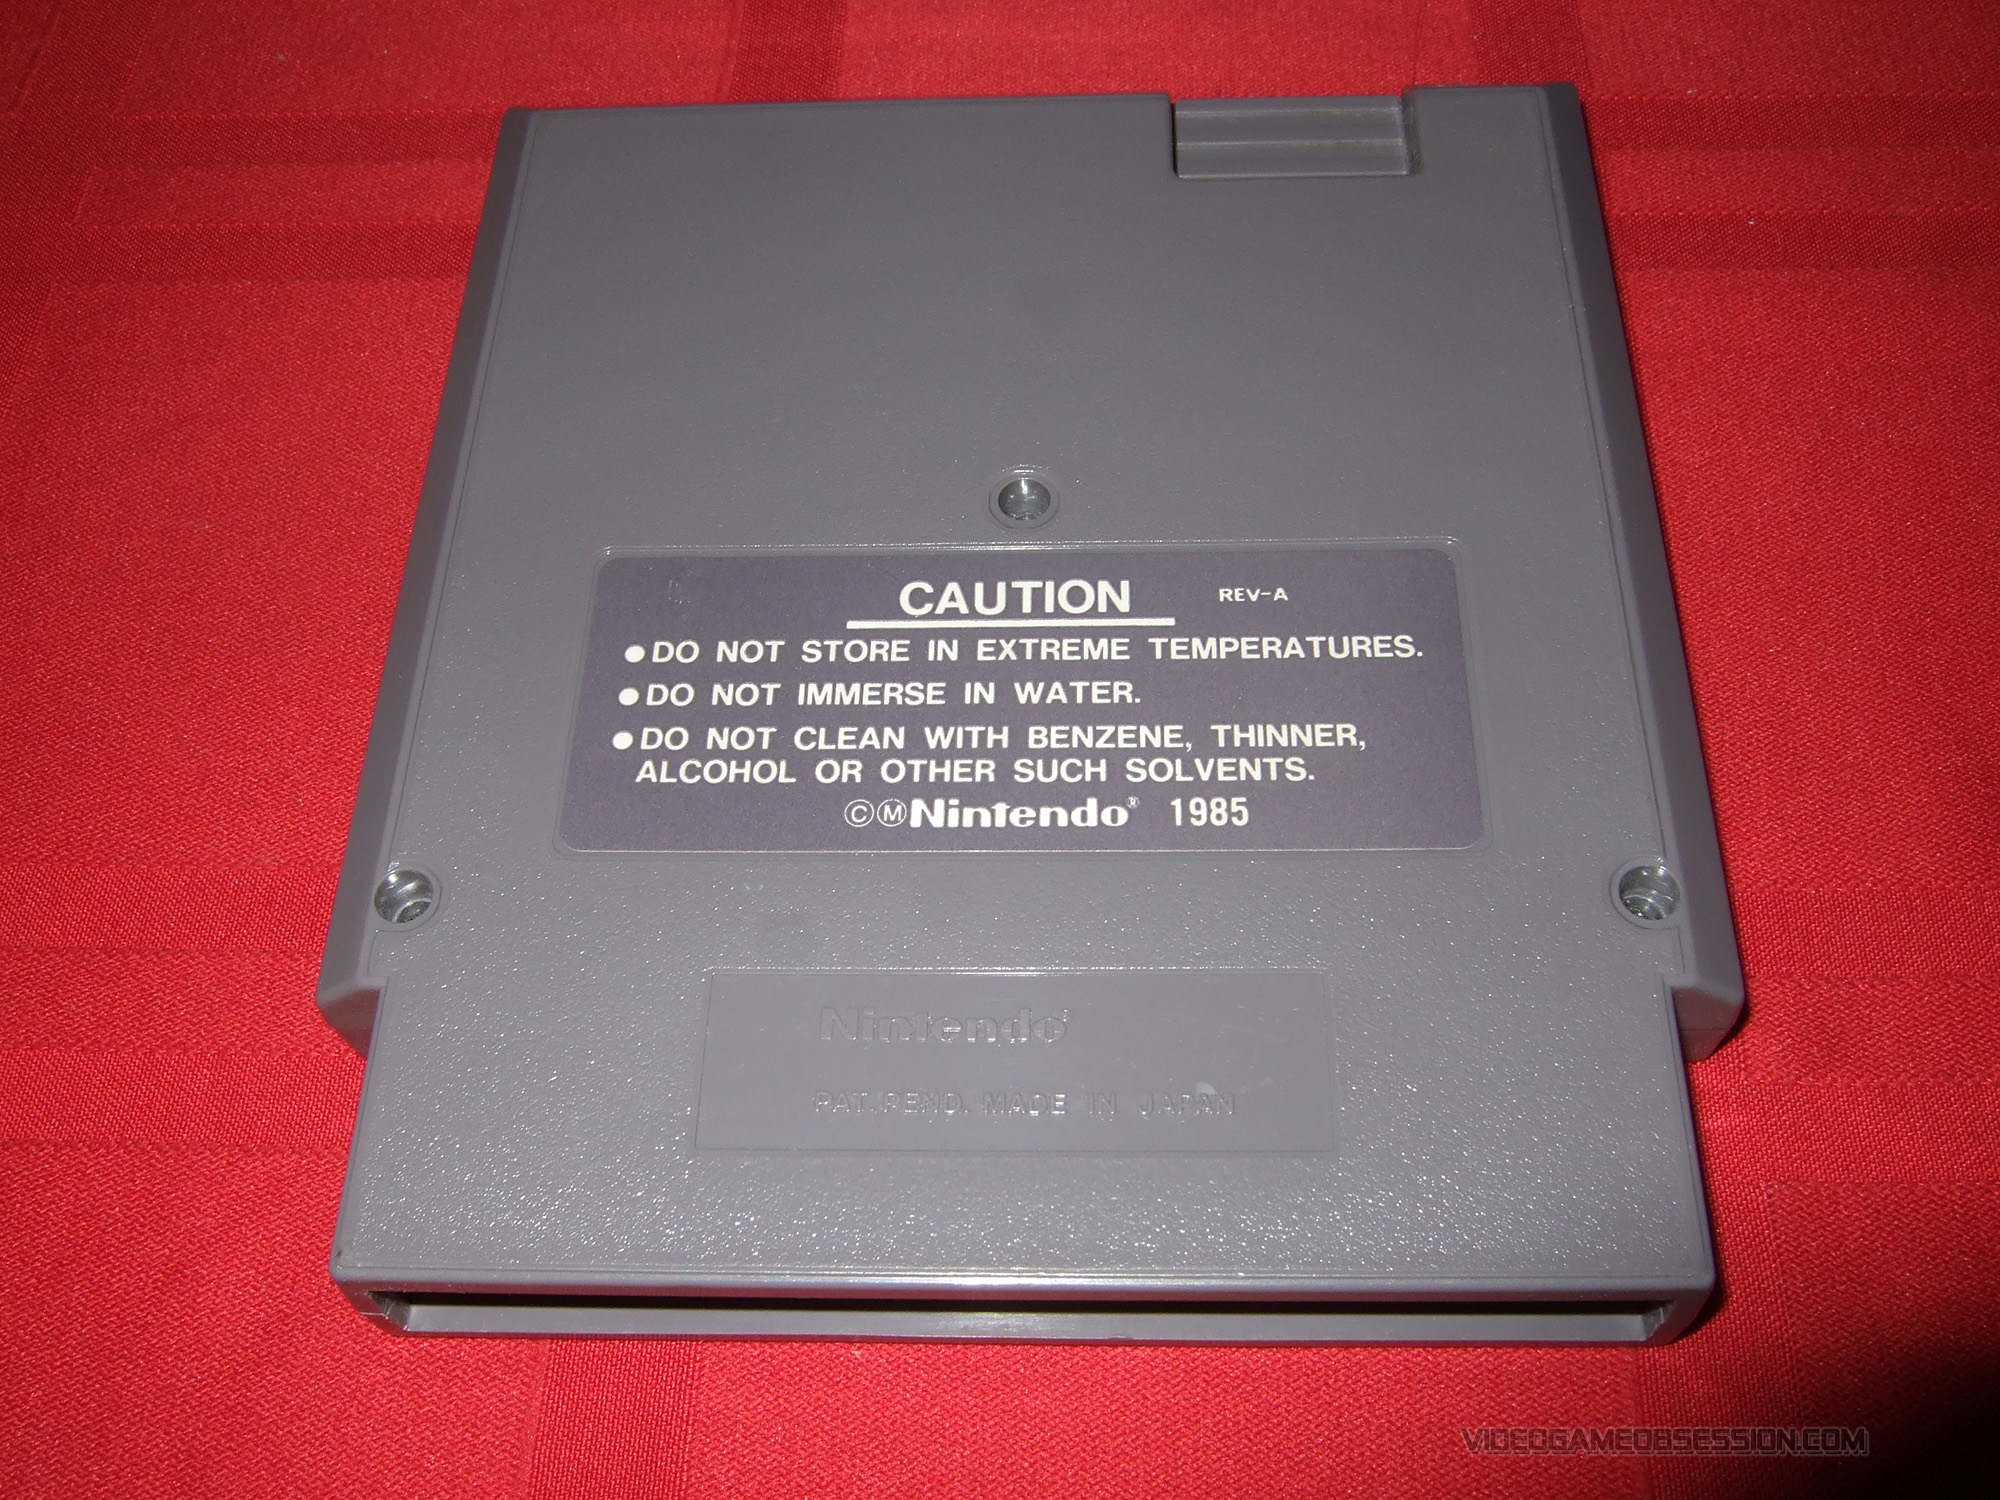 CAUTION REV-A
●DO NOT STORE IN EXTREME TEMPERATURES.
●DO NOT IMMERSE IN WATER.
●DO NOT CLEAN WITH BENZENE, THINNER,
ALCOHOL OR OTHER SUCH SOLVENTS.
©ⓂNintendo® 1985
Nintendo®
PAT. PEND. MADE IN JAPAN
VIDEOGAMEOBSESSION.COM